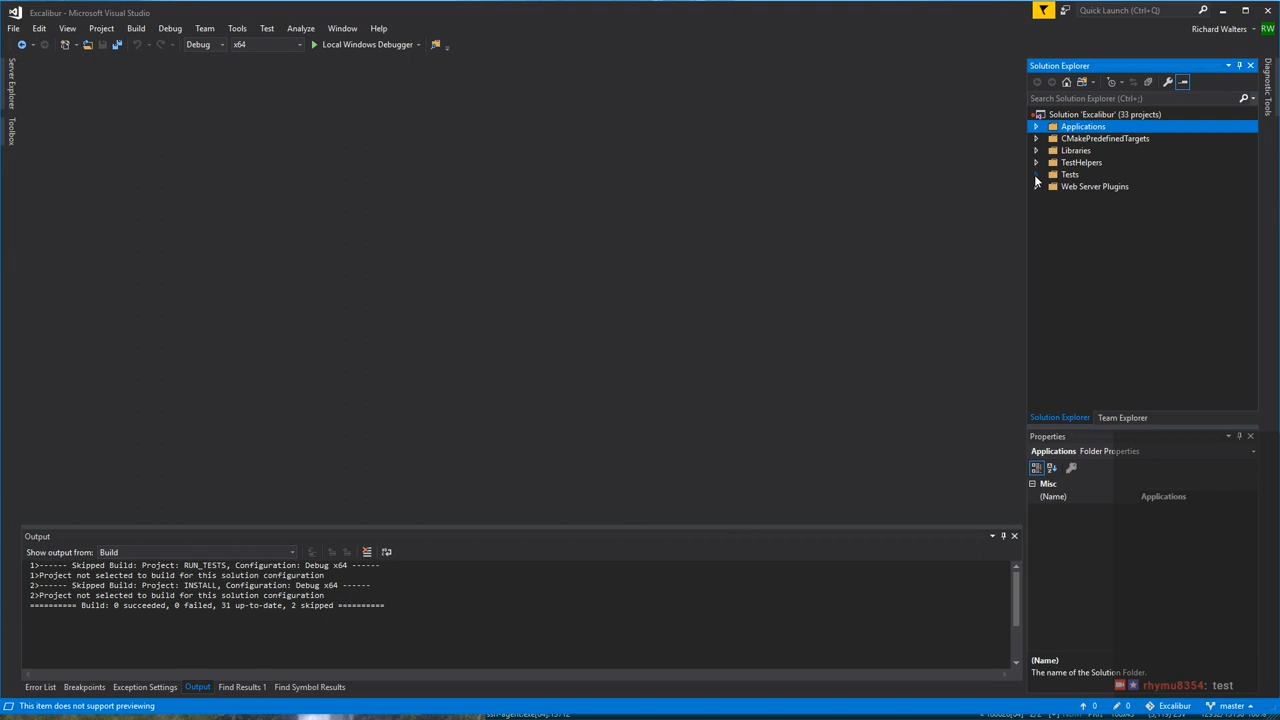 Excalibur - Microsoft Visual Studio
Quick Launch (Ctrl+Q)
File Edit View Project Build Debug Team Tools Test Analyze Window Help
Richard Walters RW
Debug x64 Local Windows Debugger
Server Explorer
Toolbox
Solution Explorer
Search Solution Explorer (Ctrl+;)
Solution 'Excalibur' (33 projects)
Applications
CMakePredefinedTargets
Libraries
TestHelpers
Tests
Web Server Plugins
Diagnostic Tools
Solution Explorer Team Explorer
Properties
Applications Folder Properties
Misc
(Name) Applications
(Name)
The name of the Solution Folder.
rhymu8354: test
Output
Show output from: Build
1>------ Skipped Build: Project: RUN_TESTS, Configuration: Debug x64 ------
1>Project not selected to build for this solution configuration
2>------ Skipped Build: Project: INSTALL, Configuration: Debug x64 ------
2>Project not selected to build for this solution configuration
========== Build: 0 succeeded, 0 failed, 31 up-to-date, 2 skipped ==========
Error List Breakpoints Exception Settings Output Find Results 1 Find Symbol Results
This item does not support previewing
0 0 Excalibur master